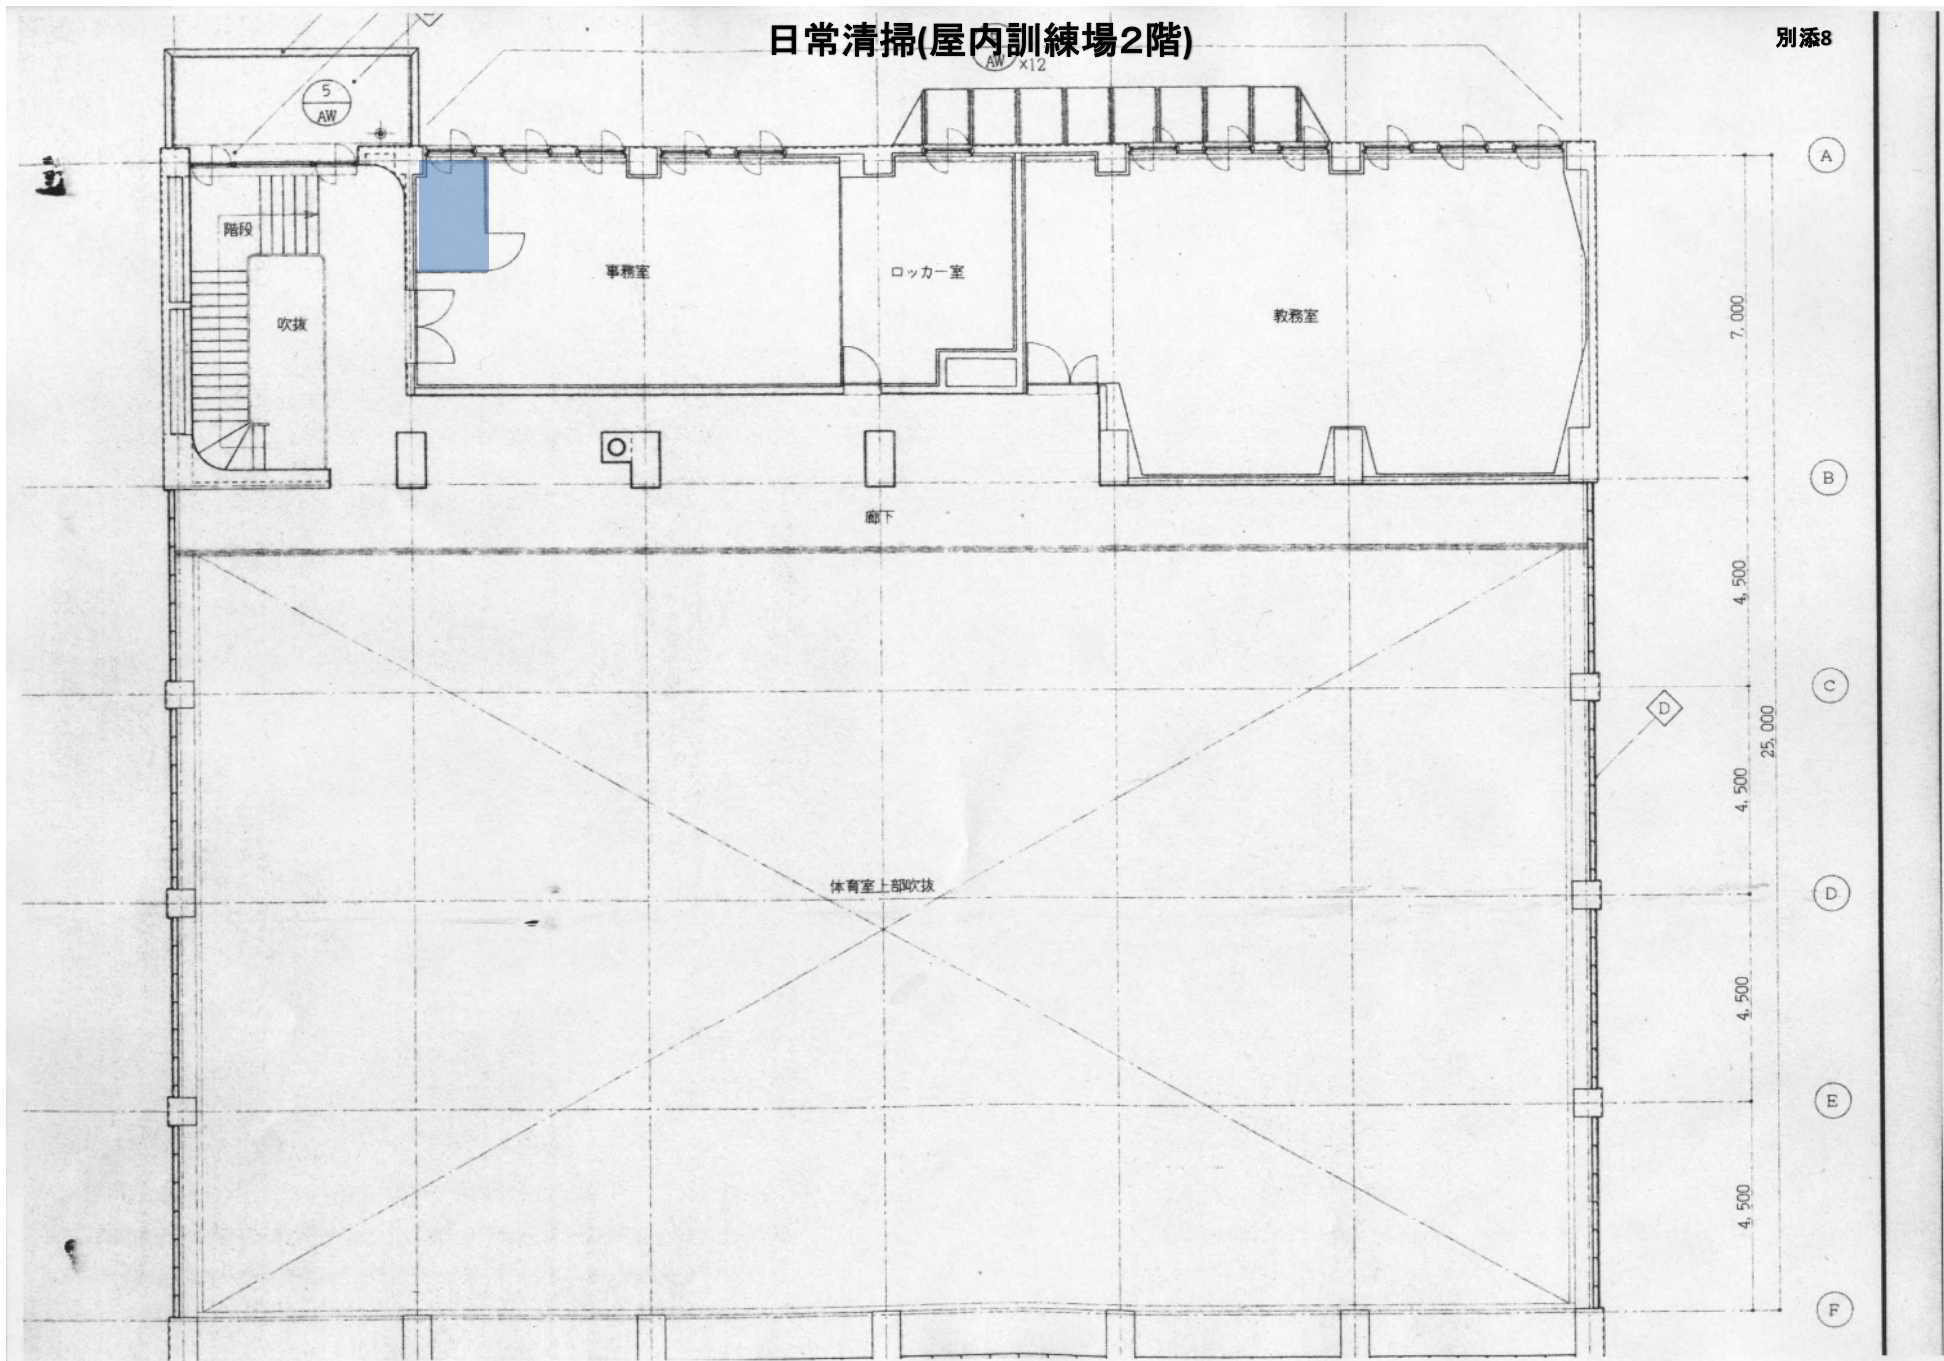 日常清掃(屋内訓練場2階)
別添8
AW ×12
5
AW
A
階段
事務室
ロッカー室
教務室
吹抜
7,000
B
廊下
4,500
C
D
25,000
4,500
体育室上部吹抜
D
4,500
E
4,500
F